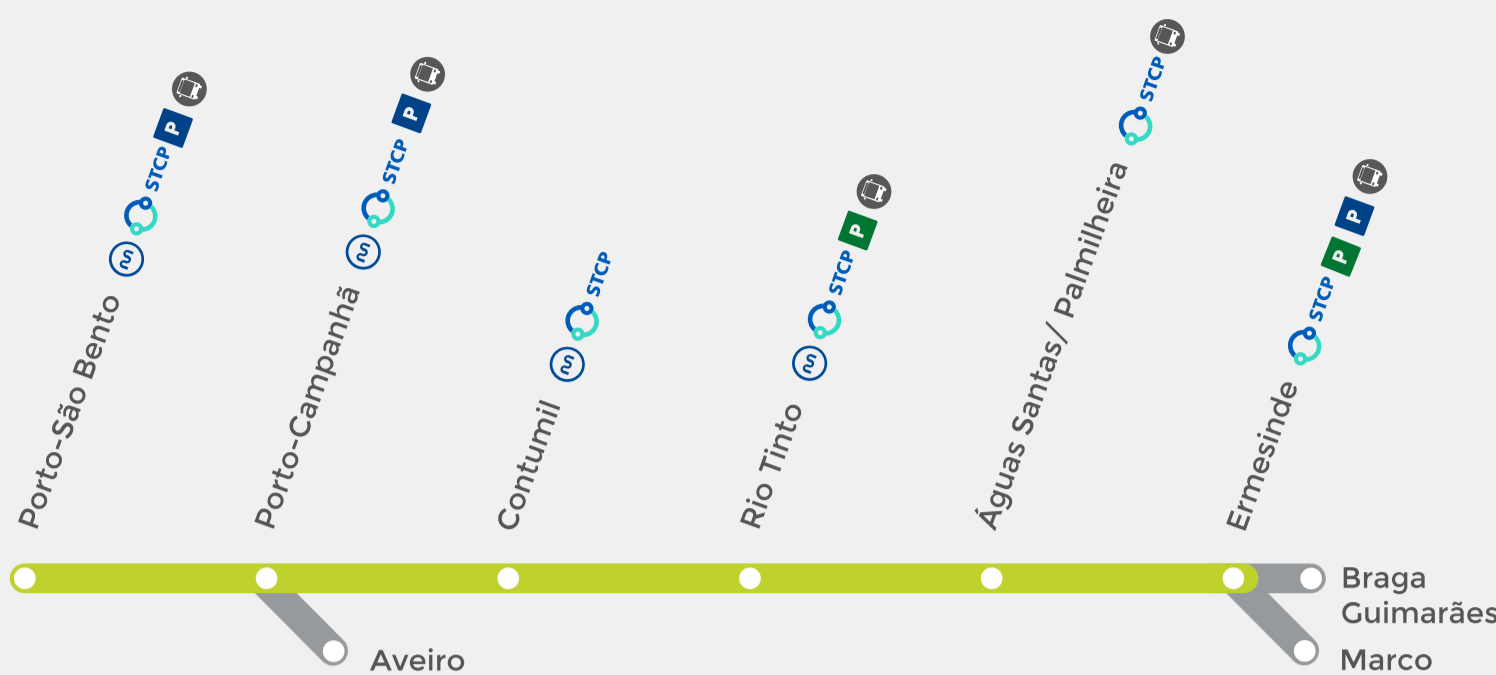 Porto-São Bento STCP P
Porto-Campanhã STCP P
Contumil STCP
Rio Tinto STCP P
Águas Santas/ Palmilheira STCP
Ermesinde STCP P P
Aveiro
Braga
Guimarães
Marco